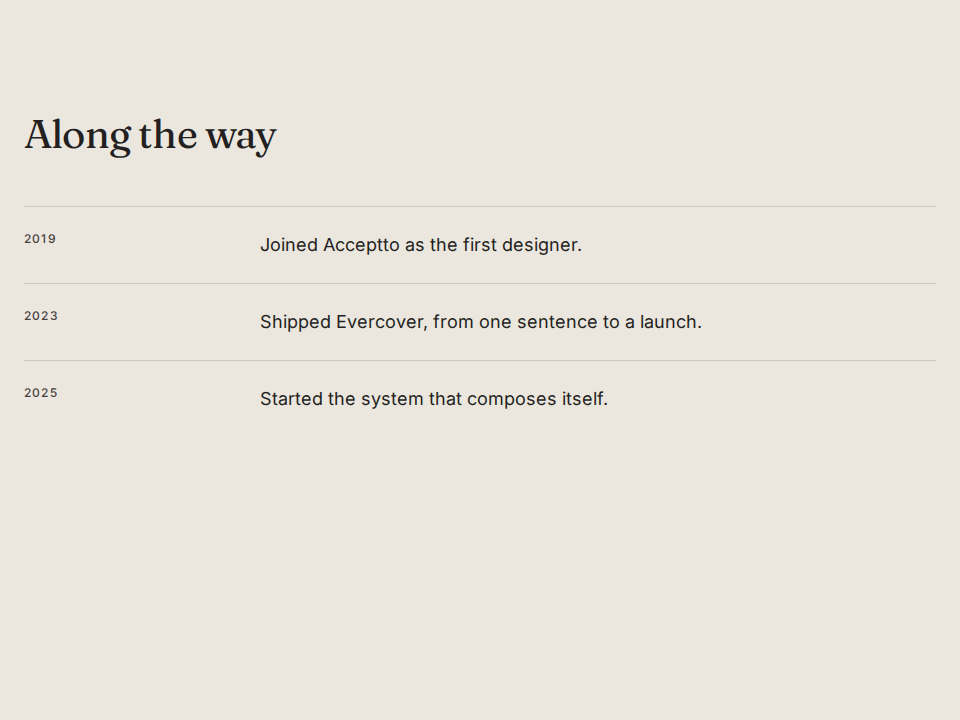 Along the way
2019
Joined Acceptto as the first designer.
2023
Shipped Evercover, from one sentence to a launch.
2025
Started the system that composes itself.